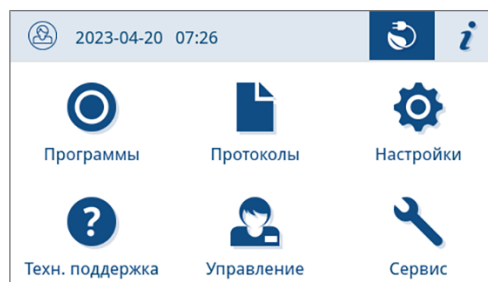 2023-04-20 07:26
i
Программы Протоколы Настройки
?
Техн. поддержка Управление Сервис